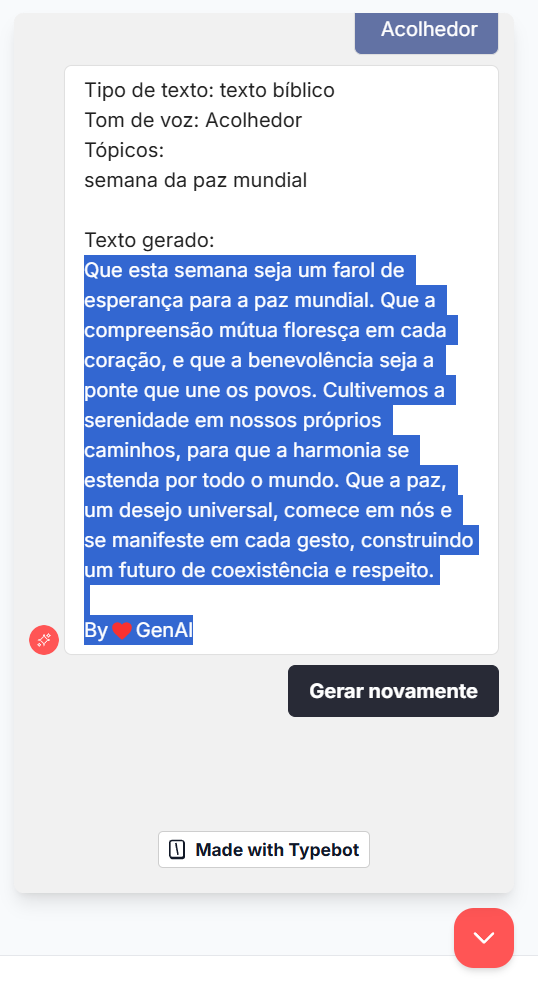 Acolhedor
Tipo de texto: texto bíblico
Tom de voz: Acolhedor
Tópicos:
semana da paz mundial
Texto gerado:
Que esta semana seja um farol de
esperança para a paz mundial. Que a
compreensão mútua floresça em cada
coração, e que a benevolência seja a
ponte que une os povos. Cultivemos a
serenidade em nossos próprios
caminhos, para que a harmonia se
estenda por todo o mundo. Que a paz,
um desejo universal, comece em nós e
se manifeste em cada gesto, construindo
um futuro de coexistência e respeito.
By ❤️ GenAI
Gerar novamente
Made with Typebot